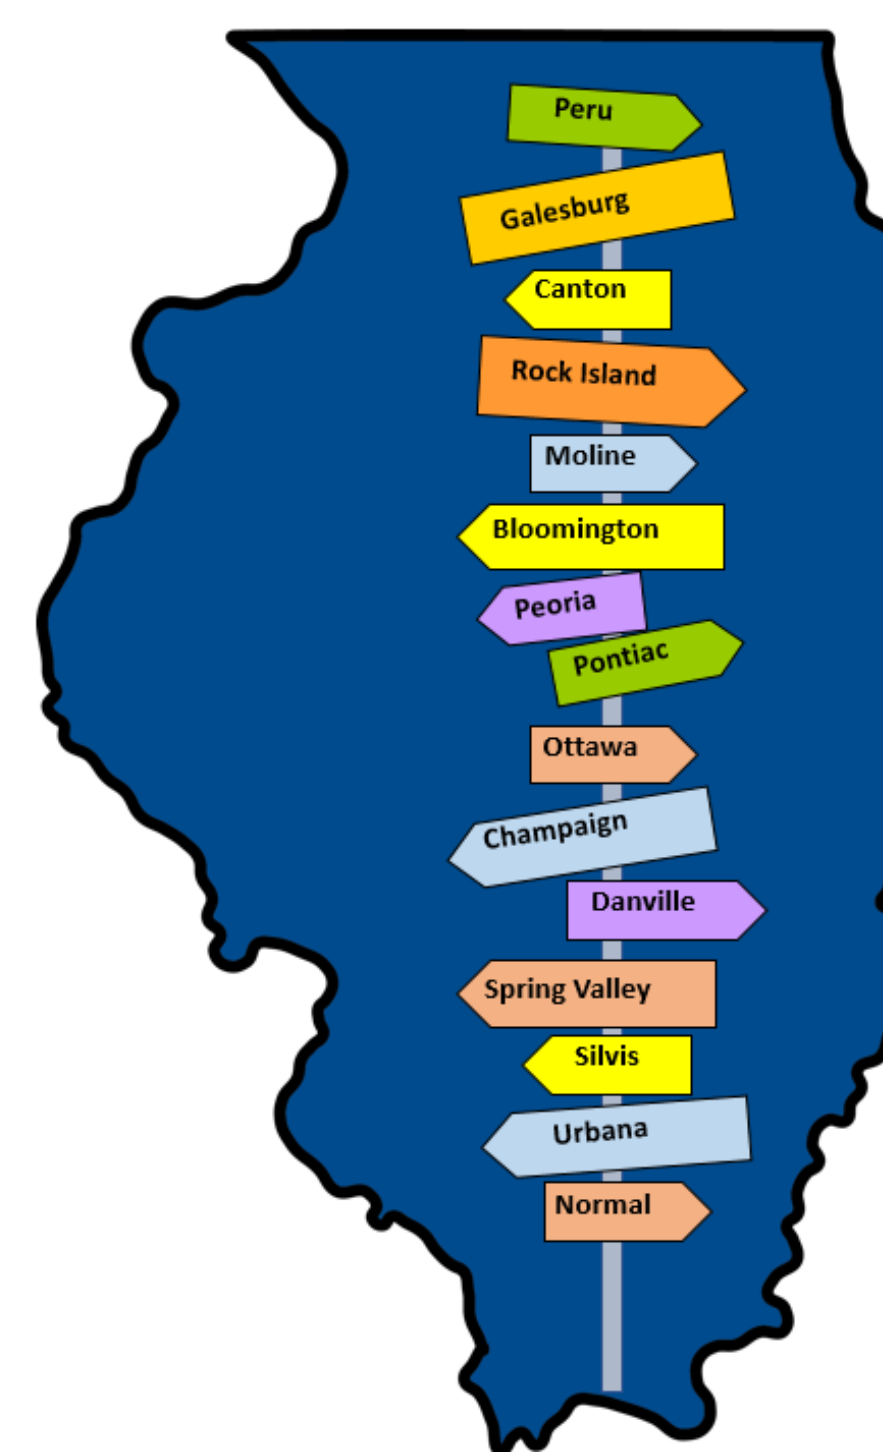 Peru
Galesburg
Canton
Rock Island
Moline
Bloomington
Peoria
Pontiac
Ottawa
Champaign
Danville
Spring Valley
Silvis
Urbana
Normal